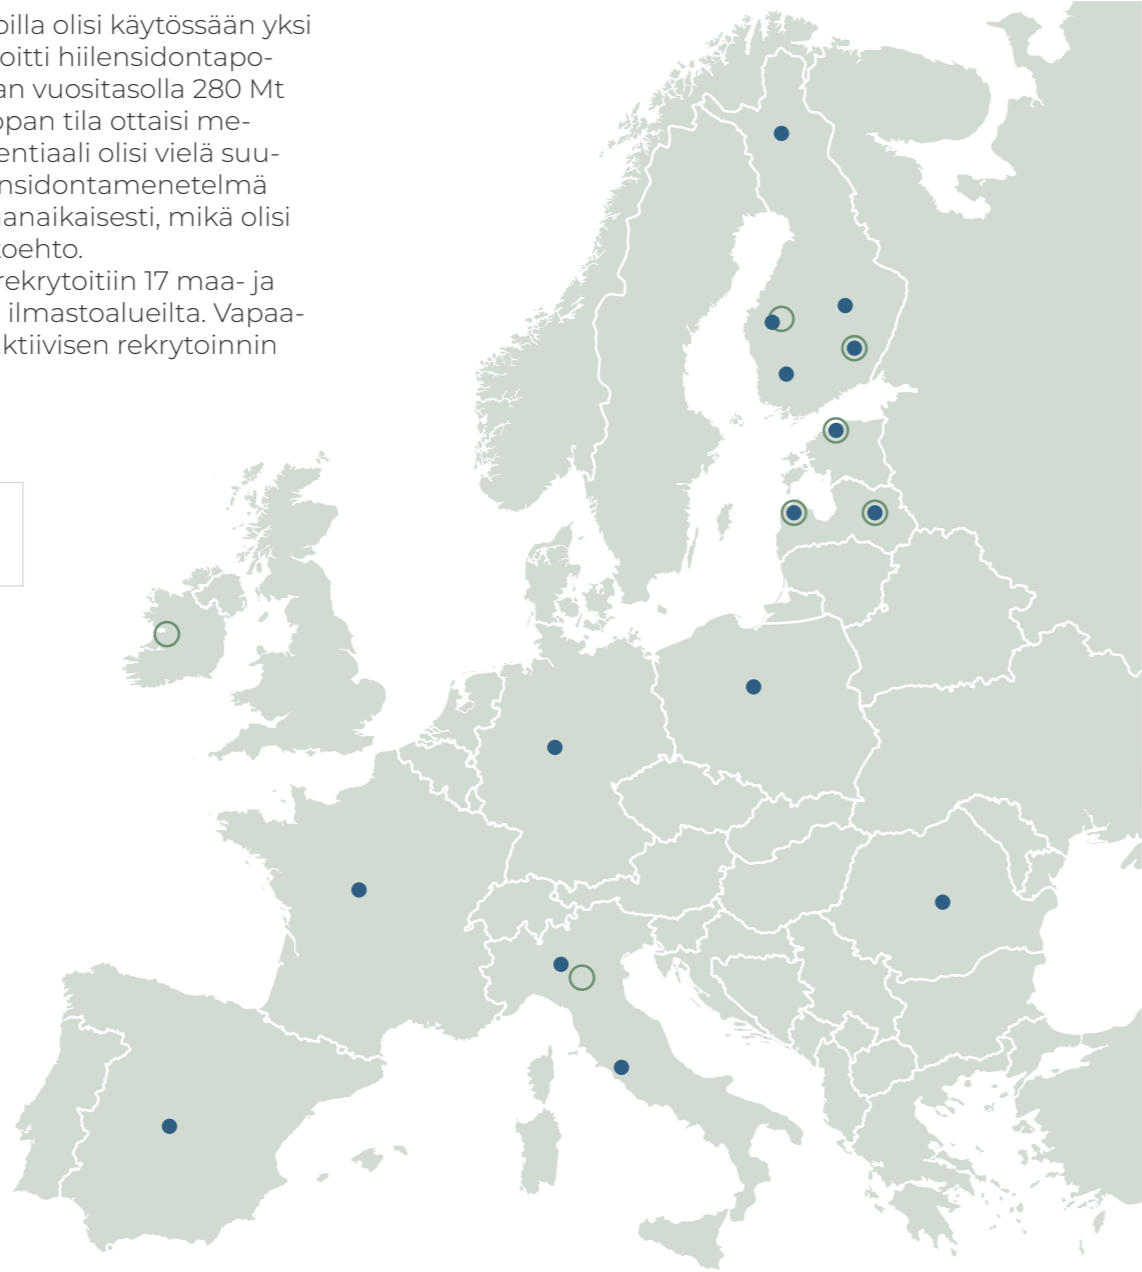 oilla olisi käytössään yksi
oitti hiilensidontapo-
an vuositasolla 280 Mt
opan tila ottaisi me-
entiaali olisi vielä suu-
nsidontamenetelmä
anaikaisesti, mikä olisi
toehto.
rekrytoitiin 17 maa- ja
ilmastoalueilta. Vapaa-
ktiivisen rekrytoinnin